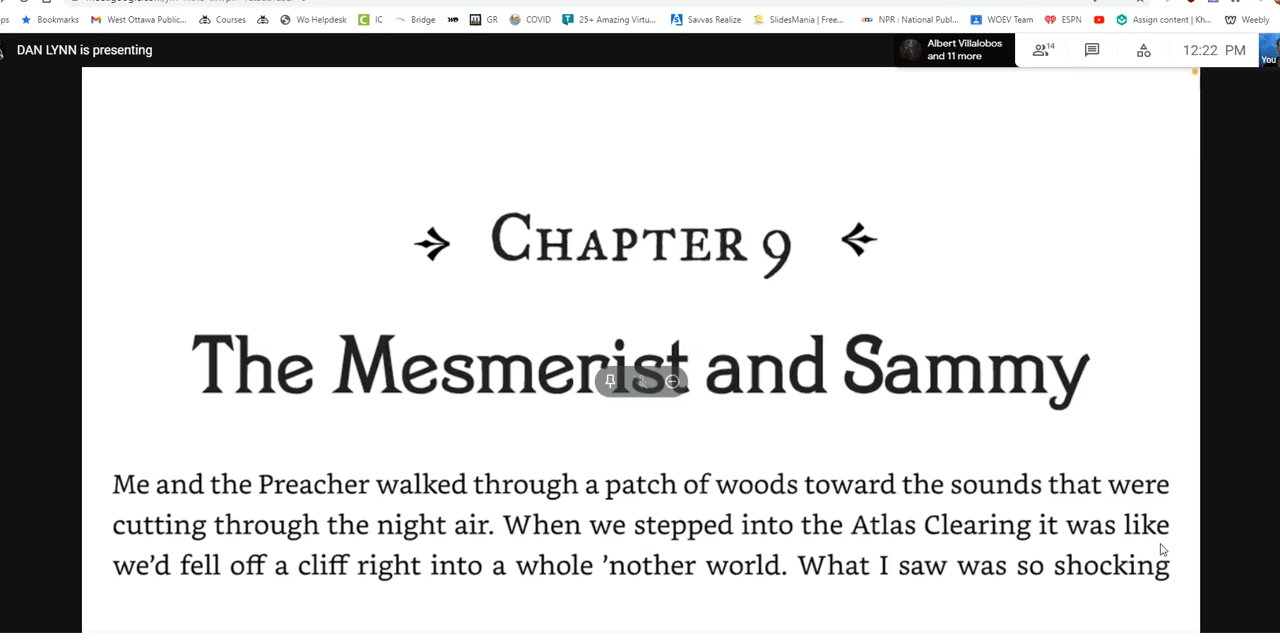 Bookmarks West Ottawa Public... Courses Wo Helpdesk IC Bridge GR COVID 25+ Amazing Virtu... Savvas Realize SlidesMania | Free... NPR : National Publ... WOEV Team ESPN Assign content | Kh... Weebly
DAN LYNN is presenting
Albert Villalobos
and 11 more
14
12:22 PM
You
CHAPTER 9
The Mesmerist and Sammy
Me and the Preacher walked through a patch of woods toward the sounds that were
cutting through the night air. When we stepped into the Atlas Clearing it was like
we'd fell off a cliff right into a whole 'nother world. What I saw was so shocking